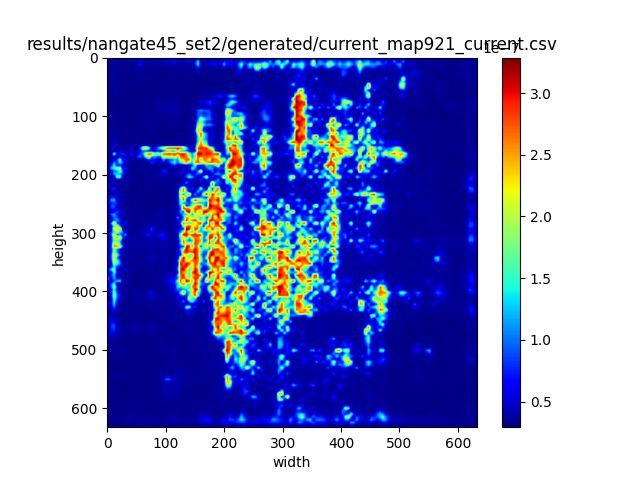 results/nangate45_set2/generated/current_map921_current.csv
1e−7
0
100
200
300
400
500
600
height
0 100 200 300 400 500 600
width
3.0
2.5
2.0
1.5
1.0
0.5